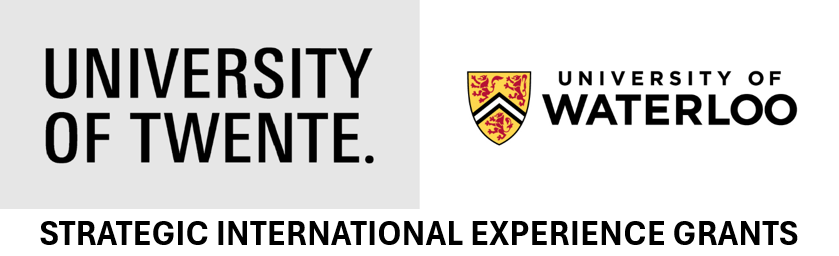 UNIVERSITY
OF TWENTE.
UNIVERSITY OF
WATERLOO
STRATEGIC INTERNATIONAL EXPERIENCE GRANTS